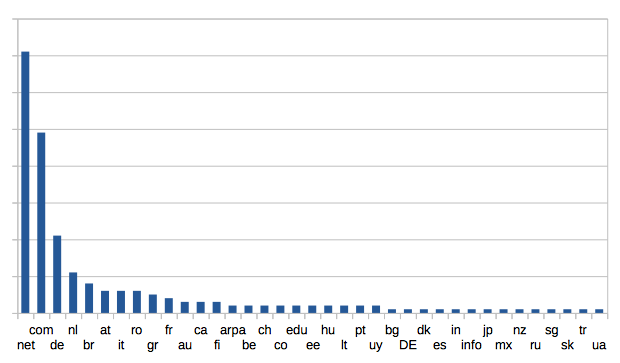 com nl at ro fr ca arpa ch edu hu pt bg dk in jp nz sg tr
net de br it gr au fi be co ee lt uy DE es info mx ru sk ua